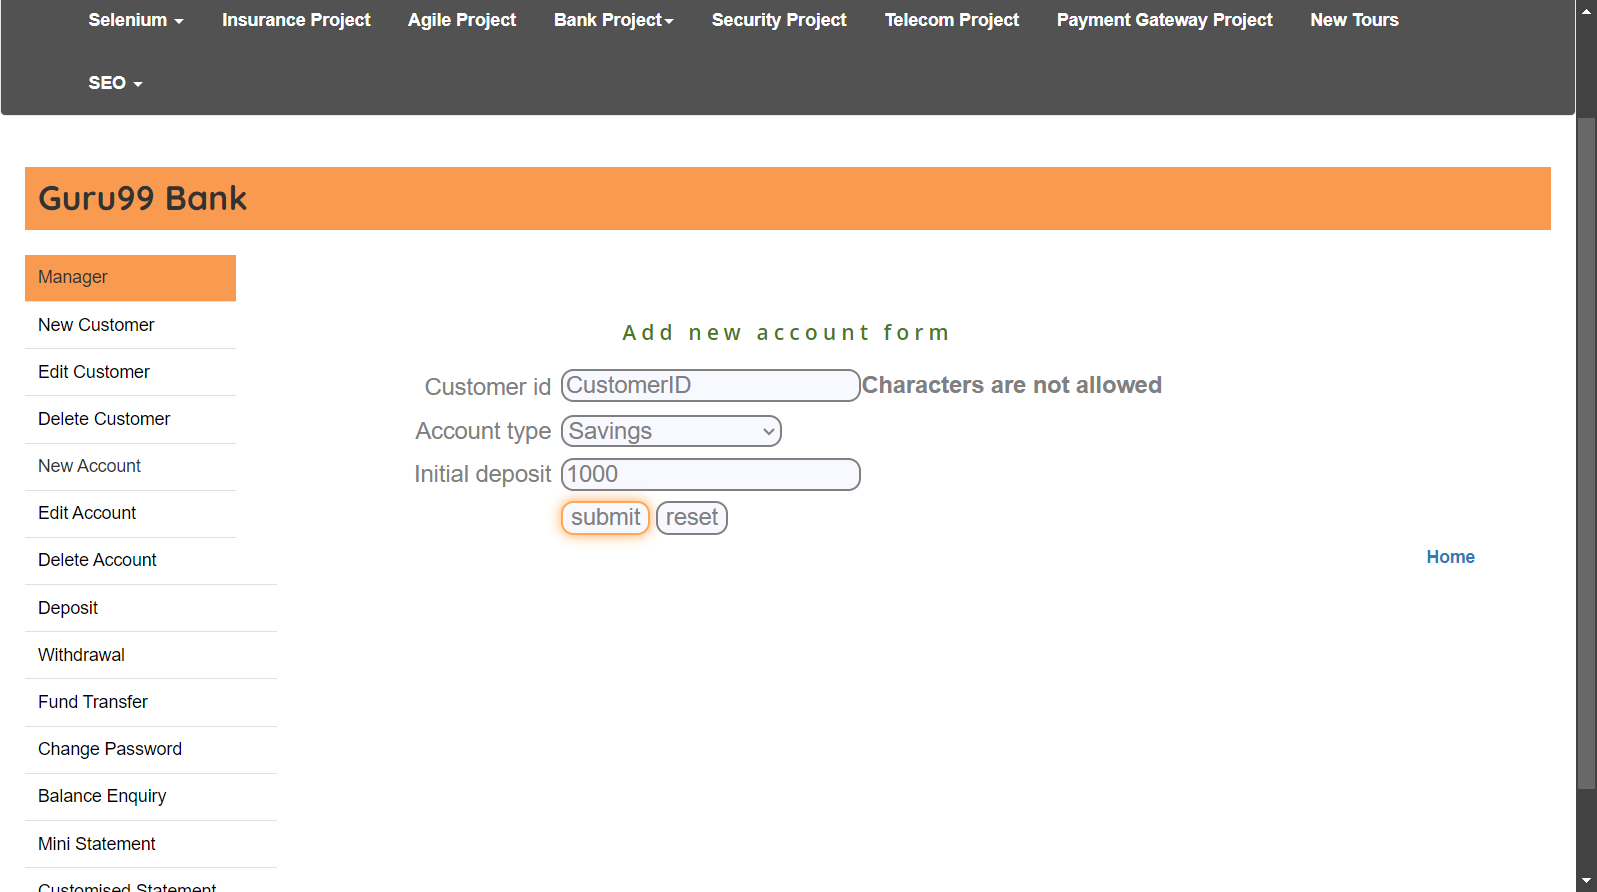 Selenium Insurance Project Agile Project Bank Project Security Project Telecom Project Payment Gateway Project New Tours
SEO
Guru99 Bank
Manager
New Customer
Edit Customer
Delete Customer
New Account
Edit Account
Delete Account
Deposit
Withdrawal
Fund Transfer
Change Password
Balance Enquiry
Mini Statement
Customised Statement
Add new account form
Customer id CustomerID Characters are not allowed
Account type Savings
Initial deposit 1000
submit reset
Home